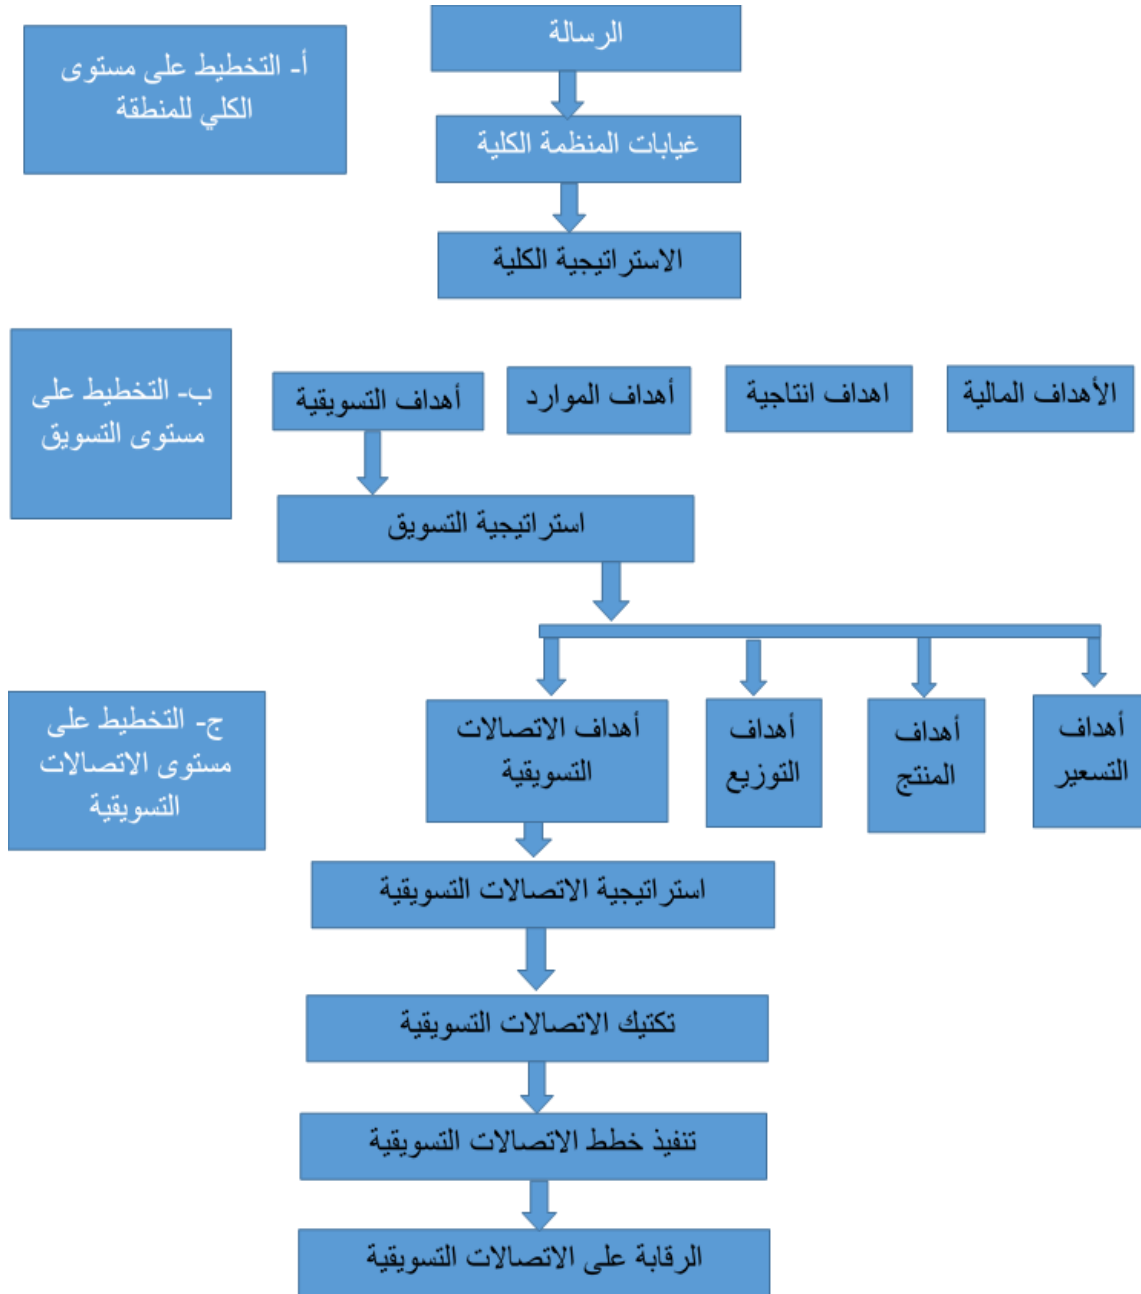 أ- التخطيط على مستوى
الكلي للمنطقة
الرسالة
غيابات المنظمة الكلية
الاستراتيجية الكلية
ب- التخطيط على
مستوى التسويق
الأهداف المالية
اهداف انتاجية
أهداف الموارد
أهداف التسويقية
استراتيجية التسويق
ج- التخطيط على
مستوى الاتصالات
التسويقية
أهداف
التسعير
أهداف
المنتج
أهداف
التوزيع
أهداف الاتصالات
التسويقية
استراتيجية الاتصالات التسويقية
تكتيك الاتصالات التسويقية
تنفيذ خطط الاتصالات التسويقية
الرقابة على الاتصالات التسويقية